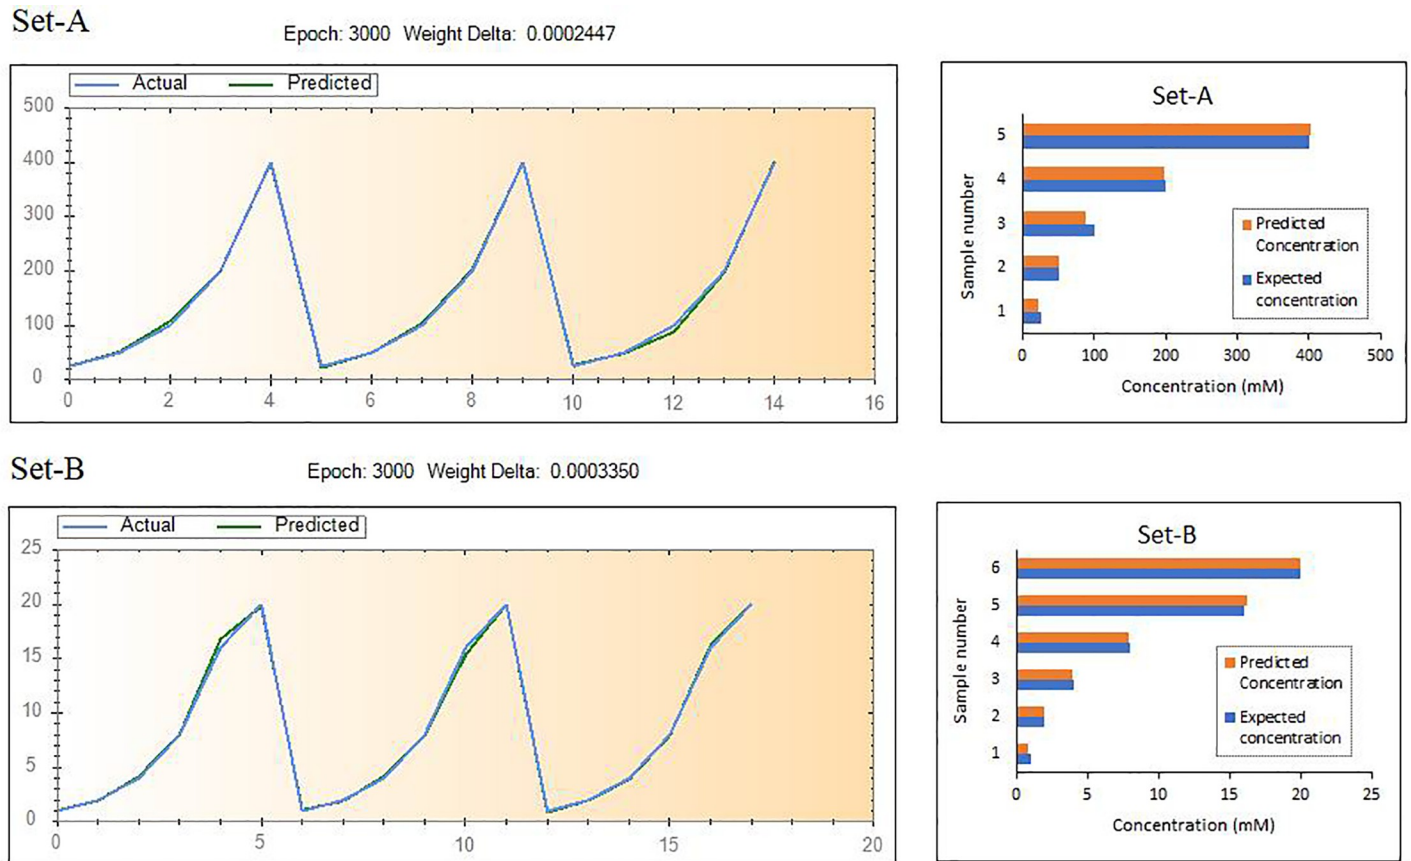 Set-A
Epoch: 3000 Weight Delta: 0.0002447
Actual Predicted
500
400
300
200
100
0
0 2 4 6 8 10 12 14 16
Set-A
Sample number
5
4
3
2
1
Predicted
Concentration
Expected
concentration
0 100 200 300 400 500
Concentration (mM)
Set-B
Epoch: 3000 Weight Delta: 0.0003350
Actual Predicted
25
20
15
10
5
0
0 5 10 15 20
Set-B
Sample number
6
5
4
3
2
1
Predicted
Concentration
Expected
concentration
0 5 10 15 20 25
Concentration (mM)